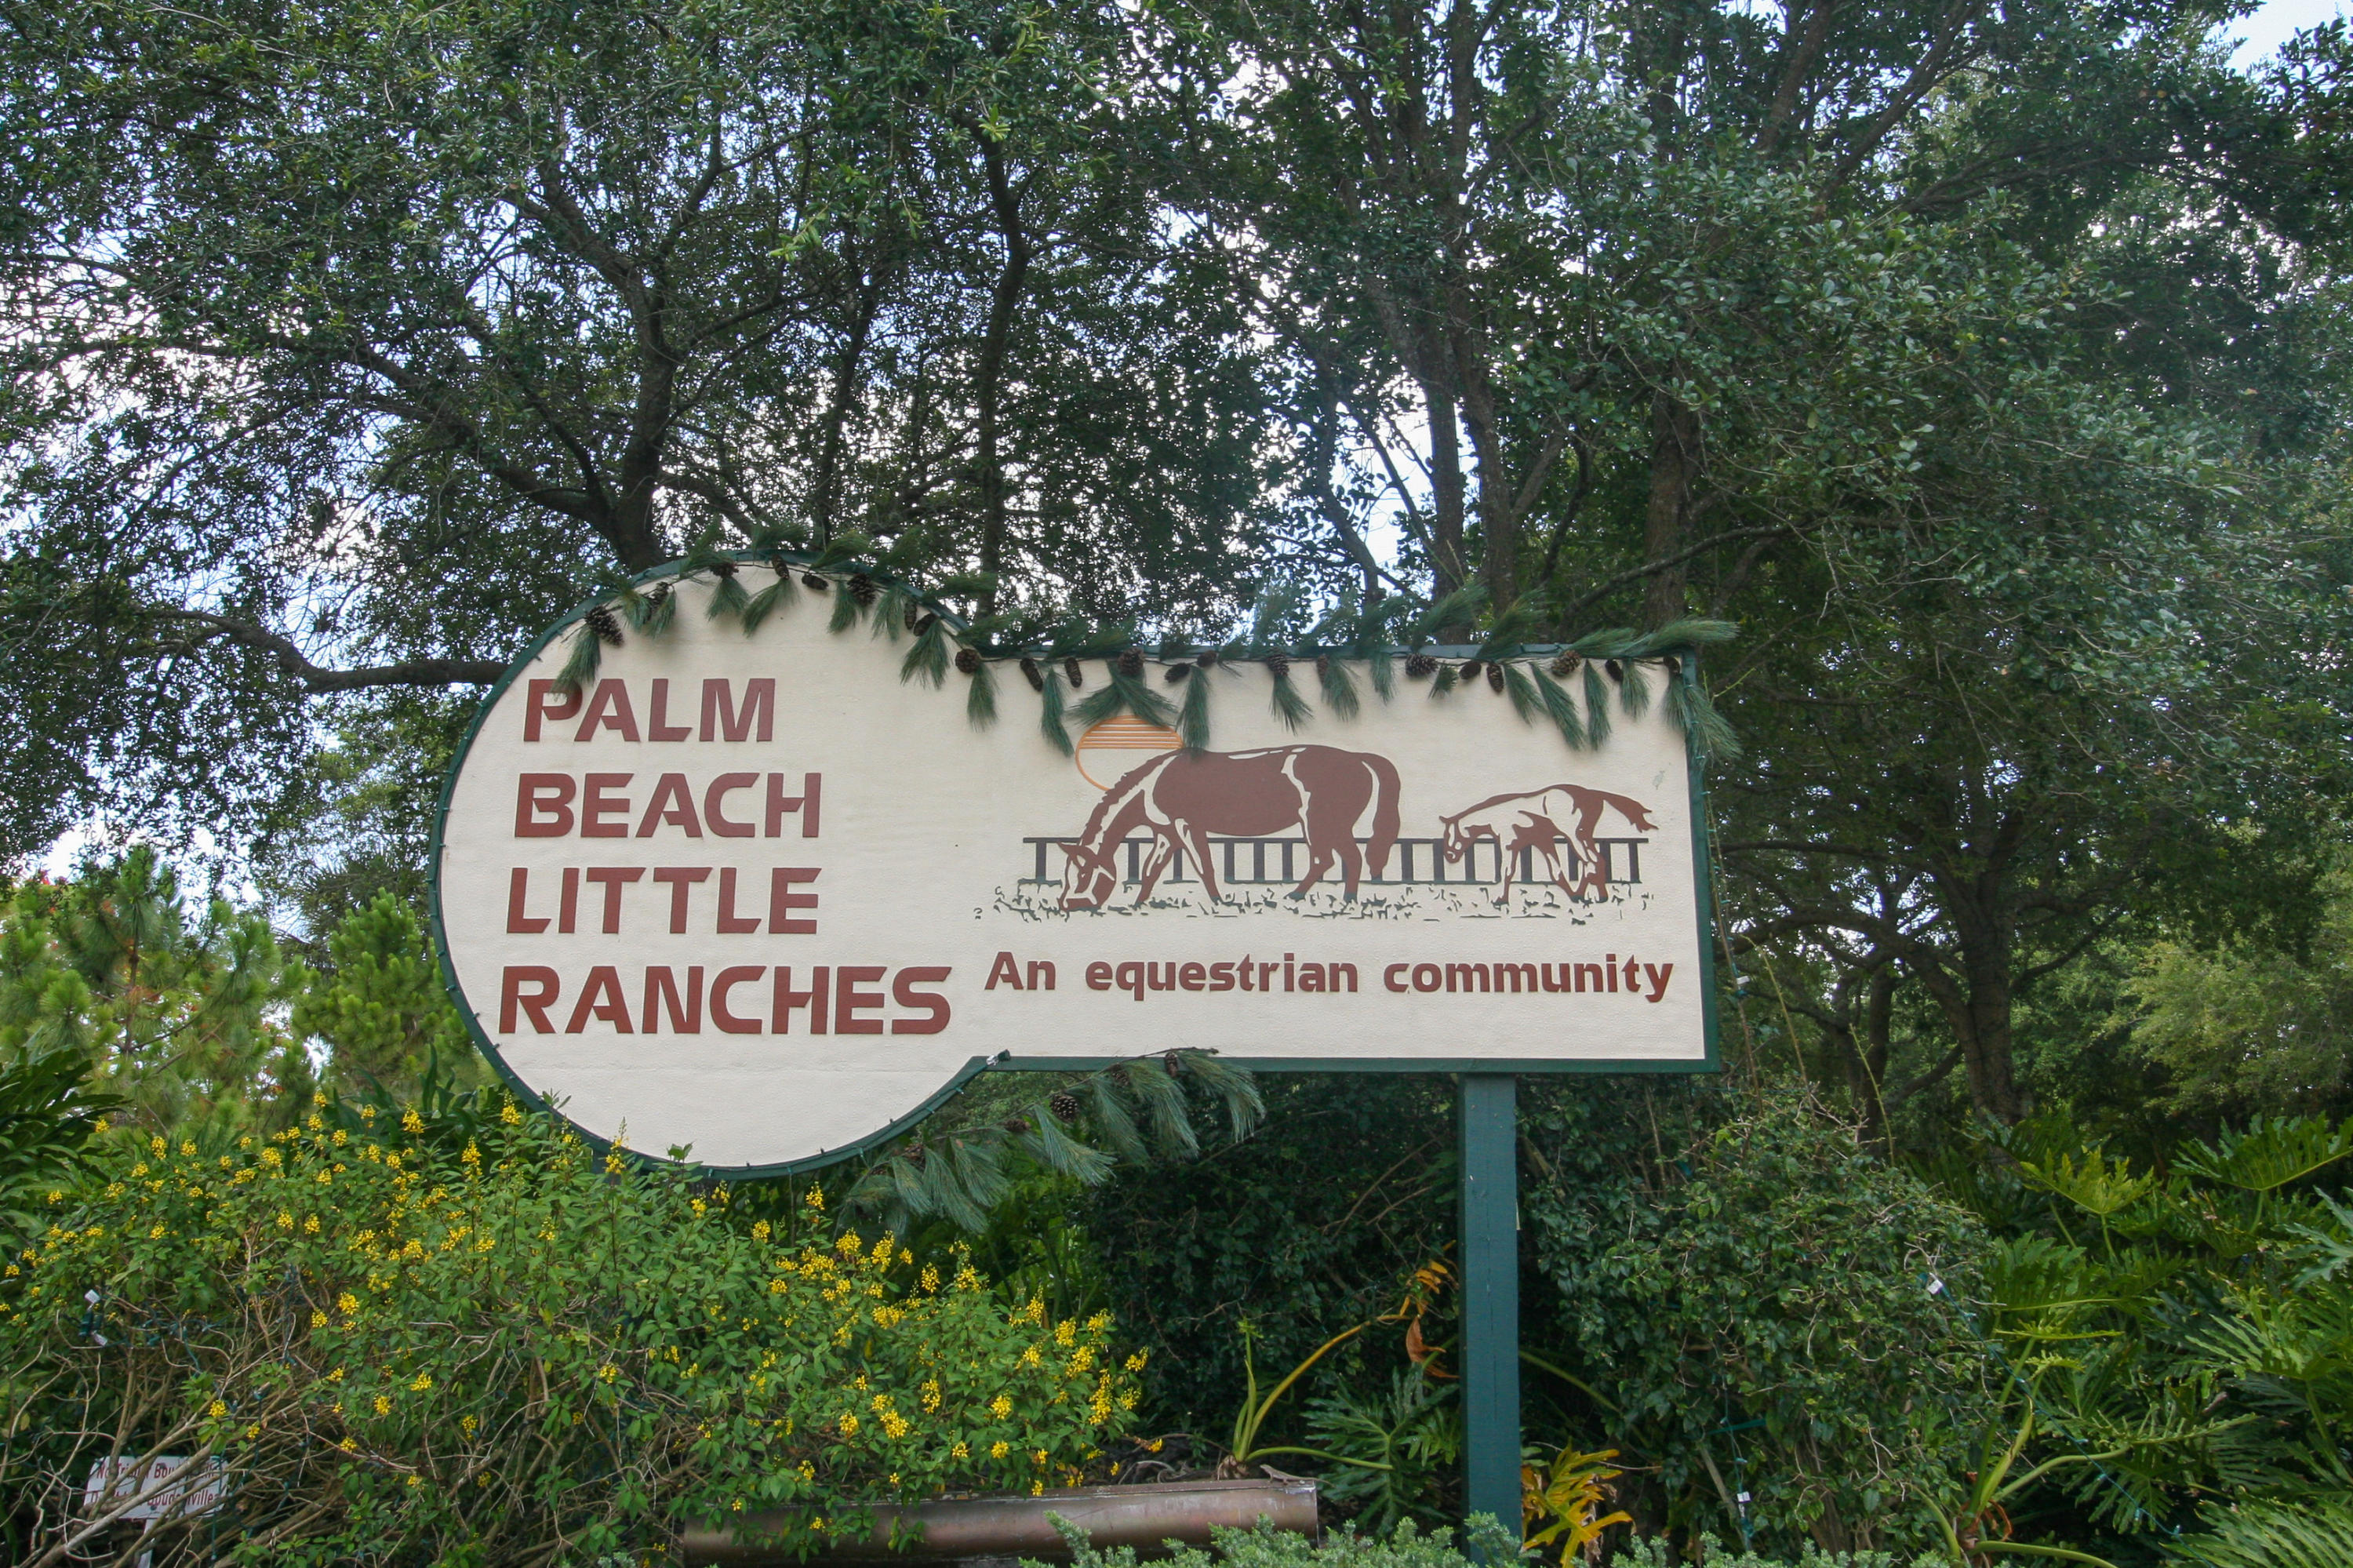 PALM
BEACH
LITTLE
RANCHES
An equestrian community